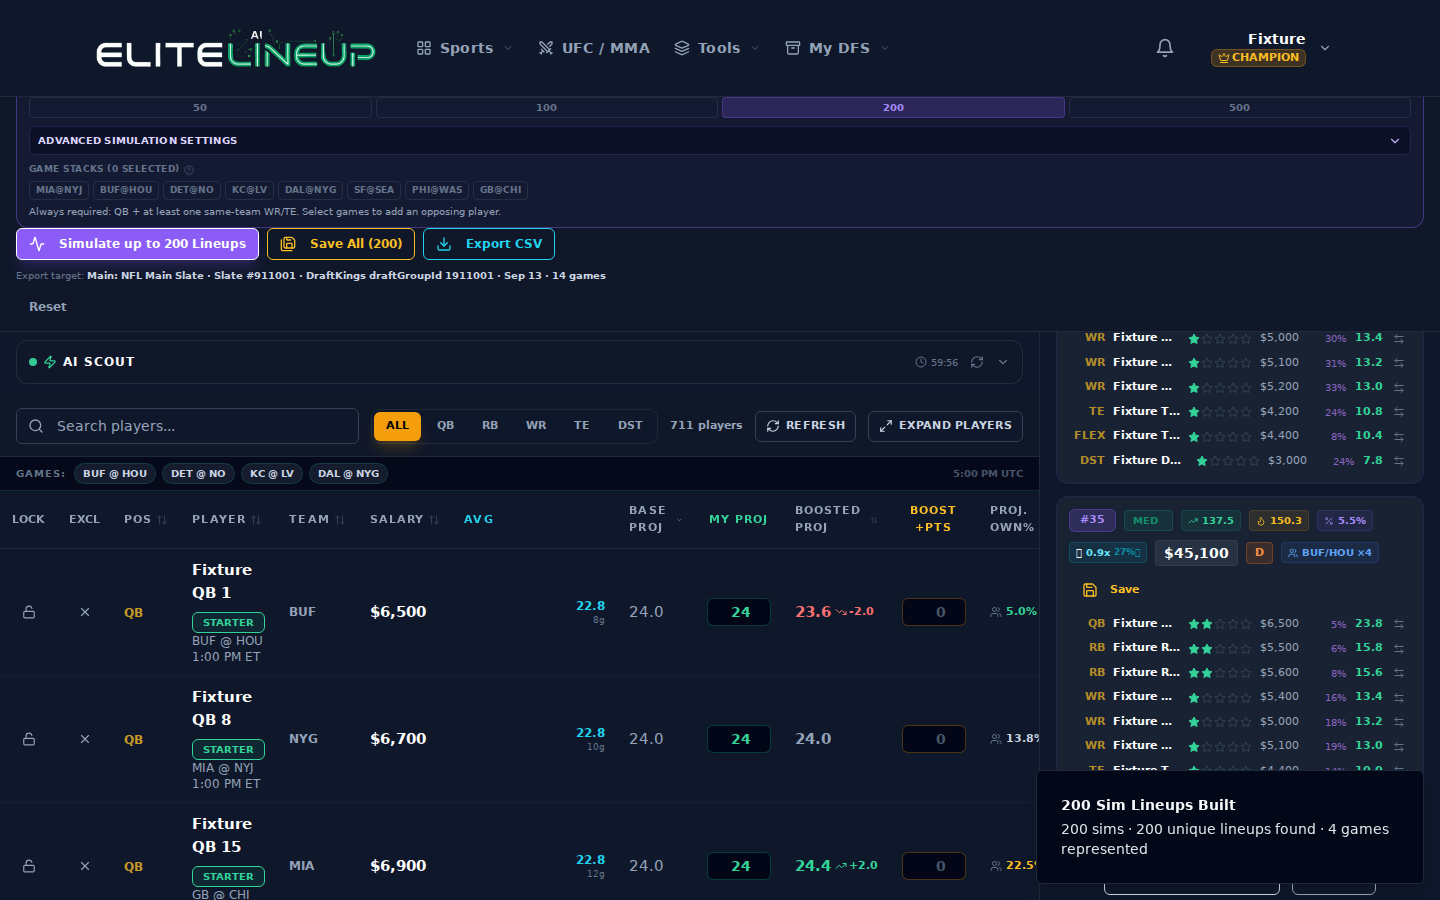 ELITE LINEUP AI
Sports
UFC / MMA
Tools
My DFS
Fixture
CHAMPION
50 100 200 500
ADVANCED SIMULATION SETTINGS
GAME STACKS (0 SELECTED)
MIA@NYJ BUF@HOU DET@NO KC@LV DAL@NYG SF@SEA PHI@WAS GB@CHI
Always required: QB + at least one same-team WR/TE. Select games to add an opposing player.
Simulate up to 200 Lineups
Save All (200)
Export CSV
Export target: Main: NFL Main Slate · Slate #911001 · DraftKings draftGroupId 1911001 · Sep 13 · 14 games
Reset
AI SCOUT
59:56
Search players...
ALL QB RB WR TE DST
711 players
REFRESH
EXPAND PLAYERS
GAMES: BUF @ HOU DET @ NO KC @ LV DAL @ NYG
5:00 PM UTC
LOCK EXCL POS PLAYER TEAM SALARY AVG BASE PROJ MY PROJ BOOSTED PROJ BOOST +PTS PROJ. OWN%
QB
Fixture QB 1
STARTER
BUF @ HOU
1:00 PM ET
BUF $6,500 22.8 8g 24.0 24 23.6 -2.0 0 5.0%
QB
Fixture QB 8
STARTER
MIA @ NYJ
1:00 PM ET
NYG $6,700 22.8 10g 24.0 24 24.0 0 13.8%
QB
Fixture QB 15
STARTER
GB @ CHI
MIA $6,900 22.8 12g 24.0 24 24.4 +2.0 0 22.5
WR Fixture ... $5,000 30% 13.4
WR Fixture ... $5,100 31% 13.2
WR Fixture ... $5,200 33% 13.0
TE Fixture T... $4,200 24% 10.8
FLEX Fixture T... $4,400 8% 10.4
DST Fixture D... $3,000 24% 7.8
#35 MED 137.5 150.3 5.5%
0.9x 27% $45,100 D BUF/HOU ×4
Save
QB Fixture ... $6,500 5% 23.8
RB Fixture R... $5,500 6% 15.8
RB Fixture R... $5,600 8% 15.6
WR Fixture ... $5,400 16% 13.4
WR Fixture ... $5,000 18% 13.2
WR Fixture ... $5,100 19% 13.0
200 Sim Lineups Built
200 sims · 200 unique lineups found · 4 games
represented